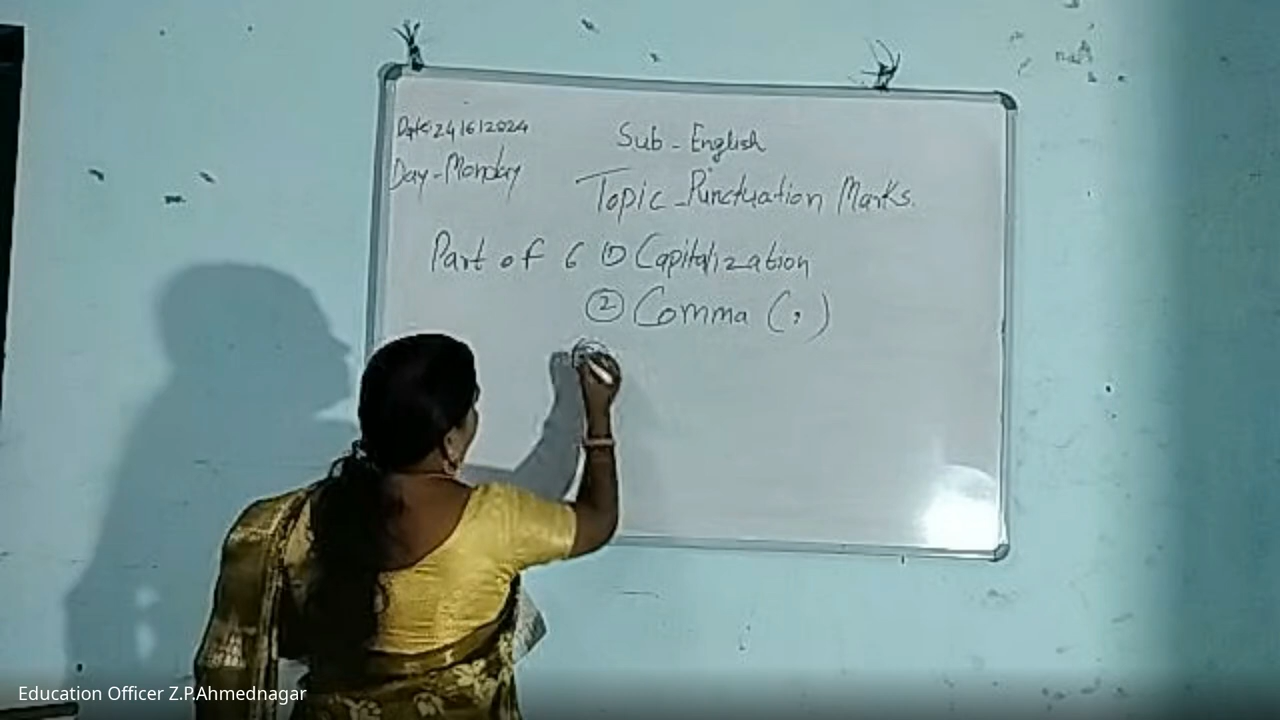 Date: 24/6/2024
Day-Monday
Sub - English
Topic - Punctuation Marks.
Part of 6 ① Capitalization
② Comma (,)
Education Officer Z.P.Ahmednagar